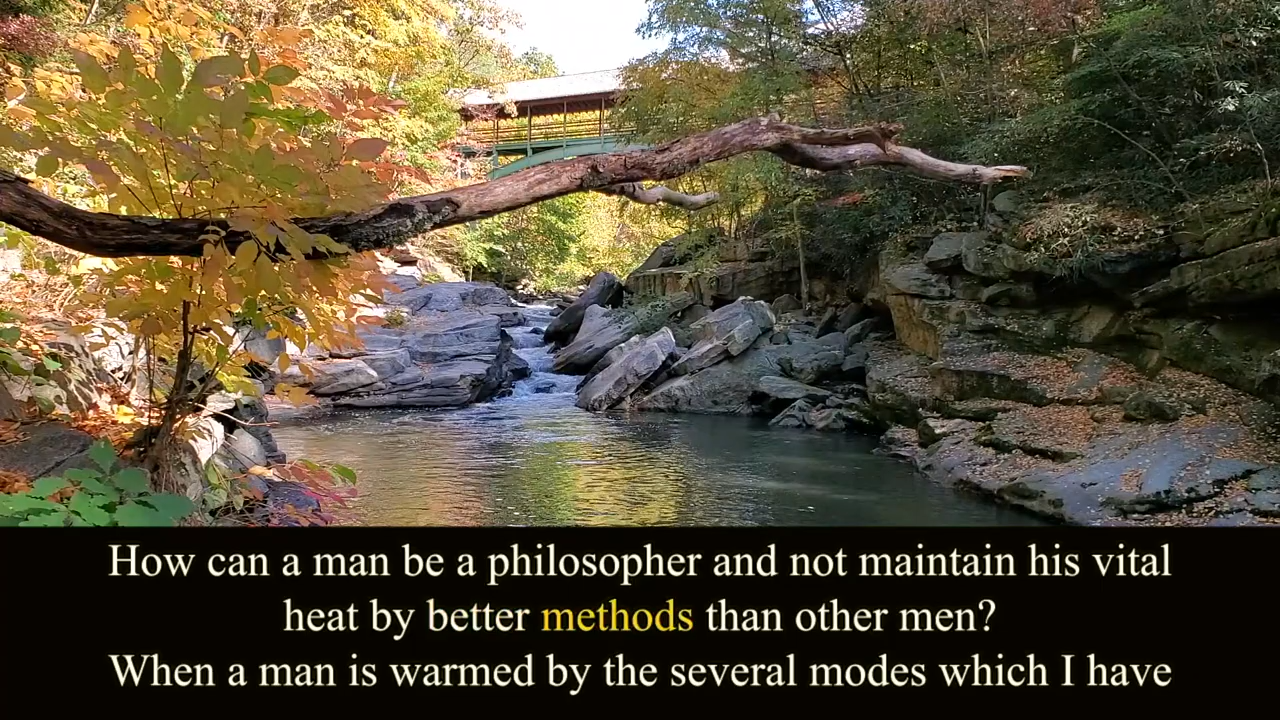 How can a man be a philosopher and not maintain his vital
heat by better methods than other men?
When a man is warmed by the several modes which I have